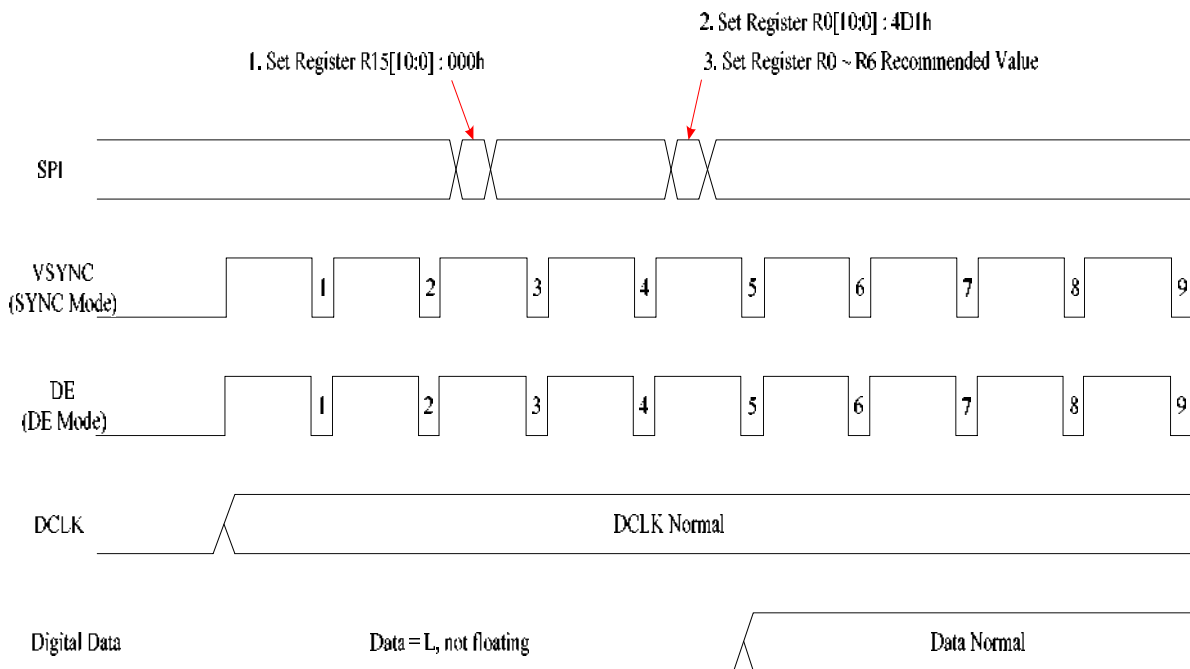 2. Set Register R0[10:0] : 4D1h
1. Set Register R15[10:0] : 000h
3. Set Register R0 ~ R6 Recommended Value
SPI
VSYNC
(SYNC Mode)
1 2 3 4 5 6 7 8 9
DE
(DE Mode)
1 2 3 4 5 6 7 8 9
DCLK
DCLK Normal
Digital Data
Data = L, not floating
Data Normal